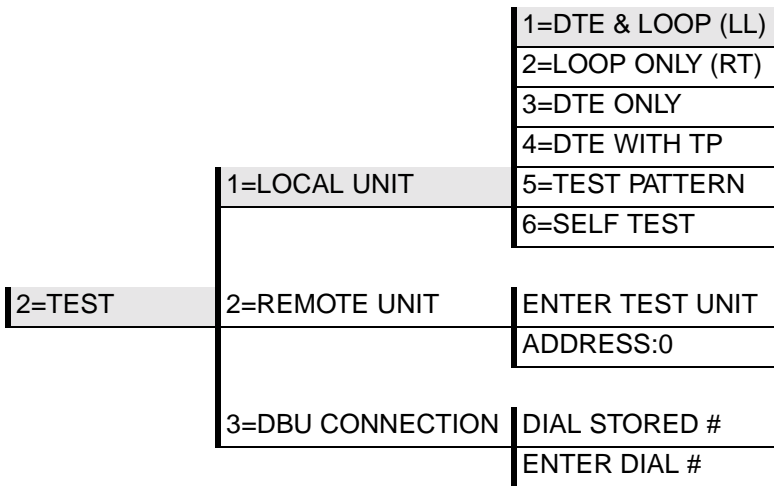 1=DTE & LOOP (LL)
2=LOOP ONLY (RT)
3=DTE ONLY
4=DTE WITH TP
1=LOCAL UNIT
5=TEST PATTERN
6=SELF TEST
2=TEST
2=REMOTE UNIT
ENTER TEST UNIT
ADDRESS:0
3=DBU CONNECTION
DIAL STORED #
ENTER DIAL #